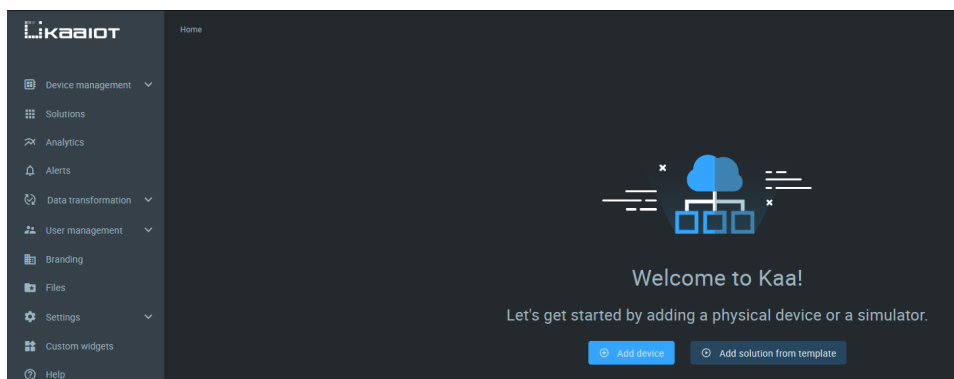 KaaIoT
Home
Device management
Solutions
Analytics
Alerts
Data transformation
User management
Branding
Files
Settings
Custom widgets
Help
Welcome to Kaa!
Let's get started by adding a physical device or a simulator.
Add device
Add solution from template